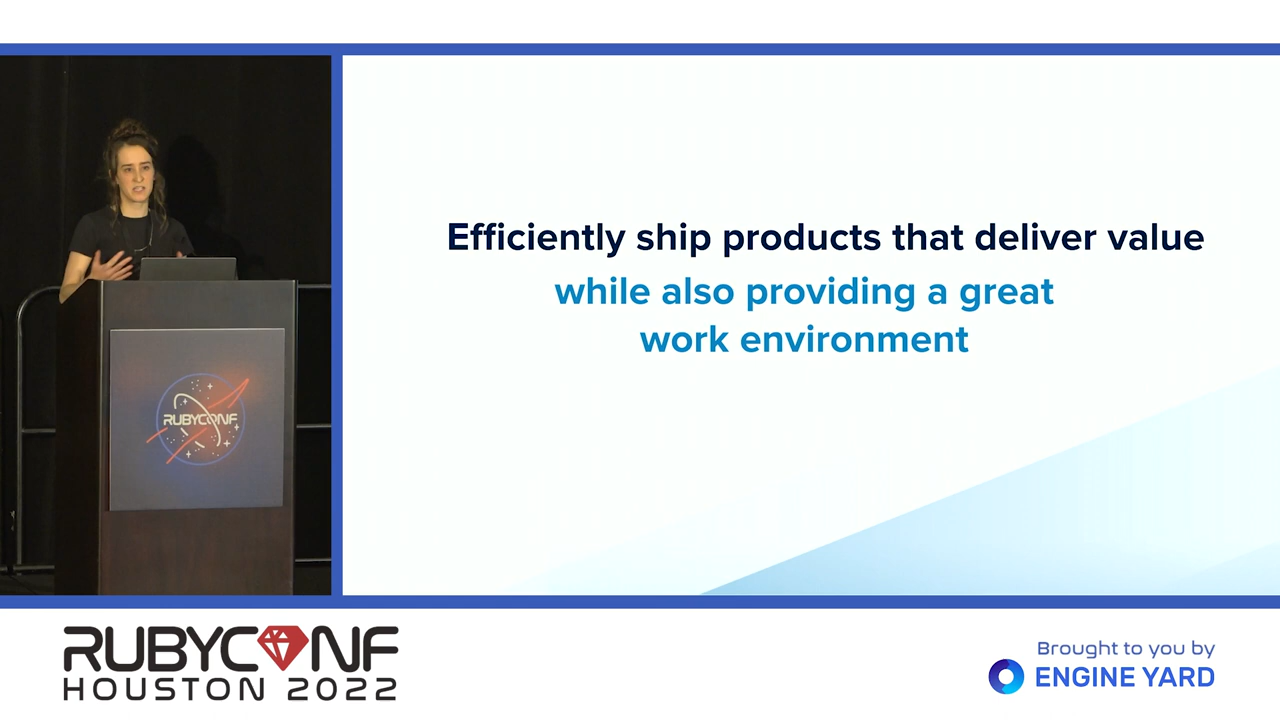 Efficiently ship products that deliver value
while also providing a great
work environment
RUBYCONF
RUBYCONF
HOUSTON 2022
Brought to you by
ENGINE YARD